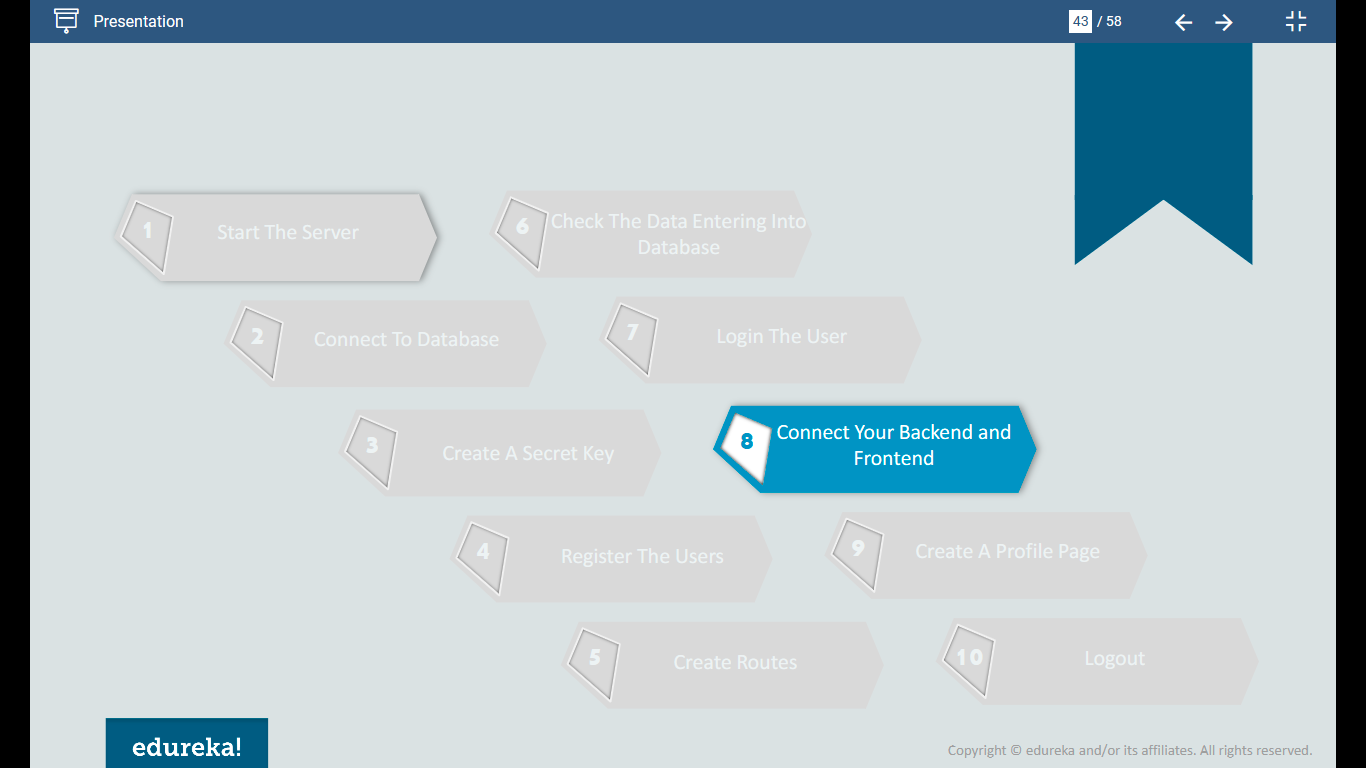 Presentation
43 / 58
1
Start The Server
2
Connect To Database
3
Create A Secret Key
4
Register The Users
5
Create Routes
6
Check The Data Entering Into
Database
7
Login The User
8
Connect Your Backend and
Frontend
9
Create A Profile Page
10
Logout
edureka!
Copyright © edureka and/or its affiliates. All rights reserved.